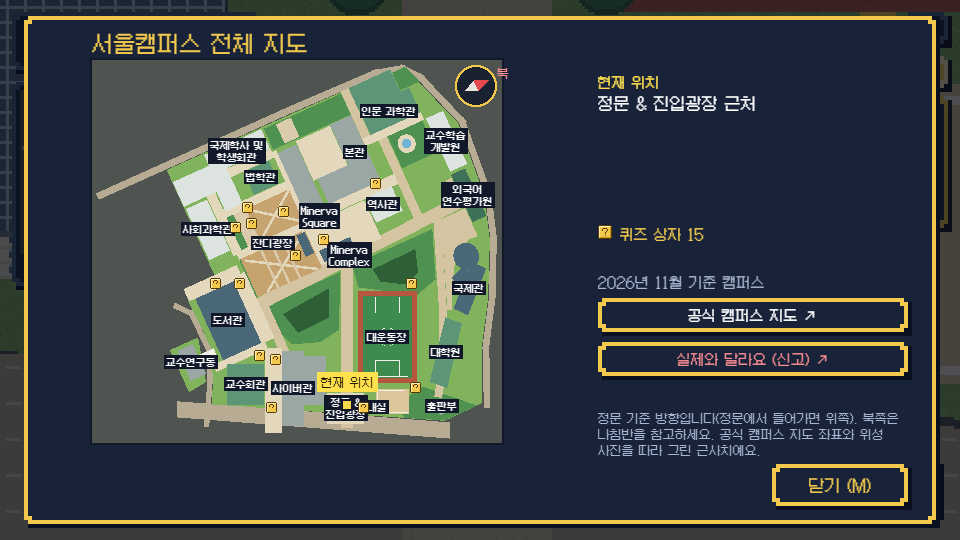 서울캠퍼스 전체 지도
북
인문 과학관
교수학습
개발원
국제학사 및
학생회관
본관
법학관
외국어
연수평가원
역사관
Minerva
Square
사회과학관
잔디광장
Minerva
Complex
국제관
도서관
대운동장
대학원
교수연구동
교수회관
사이버관
현재 위치
정문 &
진입광장
출판부
현재 위치
정문 & 진입광장 근처
퀴즈 상자 15
2026년 11월 기준 캠퍼스
공식 캠퍼스 지도 ↗
실제와 달라요 (신고) ↗
정문 기준 방향입니다(정문에서 들어가면 위쪽). 북쪽은
나침반을 참고하세요. 공식 캠퍼스 지도 좌표와 위성
사진을 따라 그린 근사치예요.
닫기 (M)